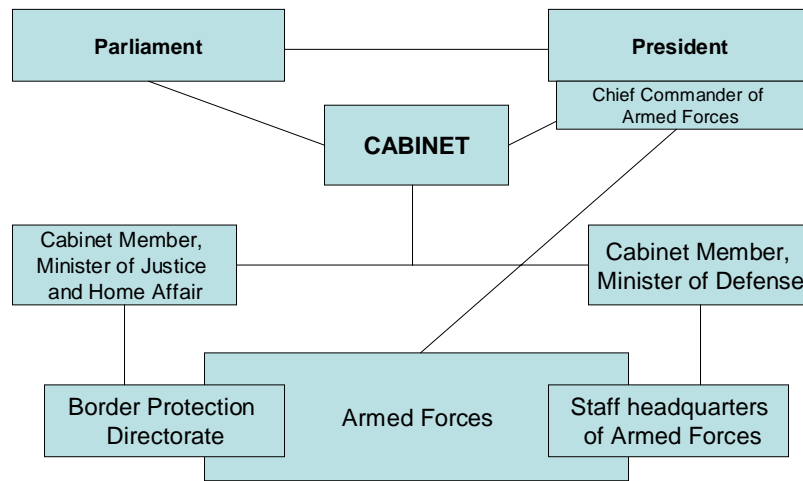 Parliament
President
Chief Commander of
Armed Forces
CABINET
Cabinet Member,
Minister of Justice
and Home Affair
Cabinet Member,
Minister of Defense
Border Protection
Directorate
Armed Forces
Staff headquarters
of Armed Forces